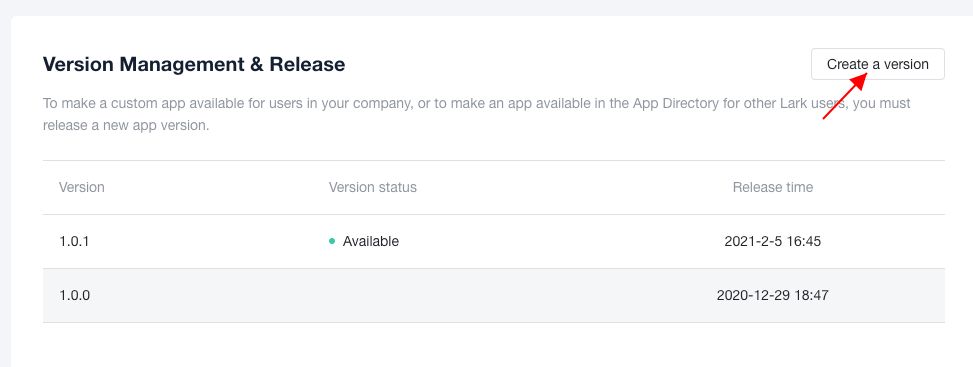 Version Management & Release
Create a version
To make a custom app available for users in your company, or to make an app available in the App Directory for other Lark users, you must
release a new app version.
Version Version status Release time
1.0.1 Available 2021-2-5 16:45
1.0.0 2020-12-29 18:47